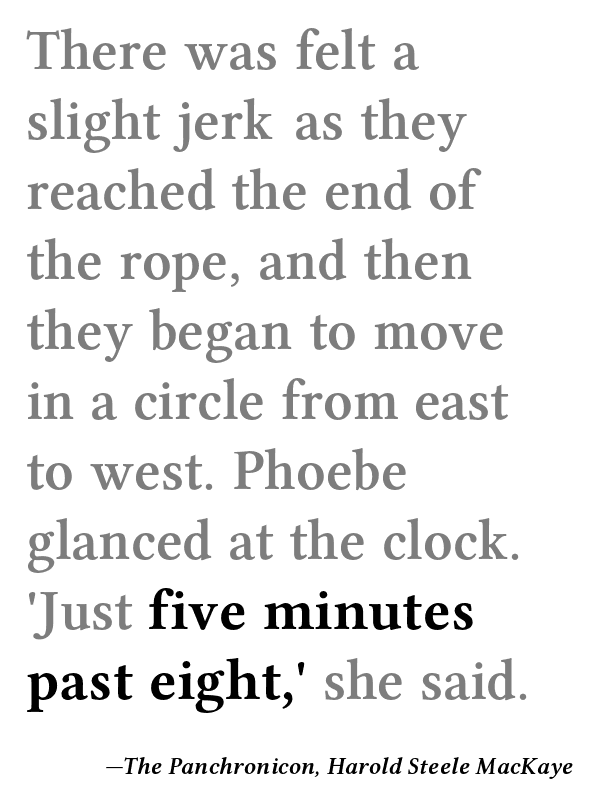 There was felt a
slight jerk as they
reached the end of
the rope, and then
they began to move
in a circle from east
to west. Phoebe
glanced at the clock.
'Just five minutes
past eight,' she said.
—The Panchronicon, Harold Steele MacKaye